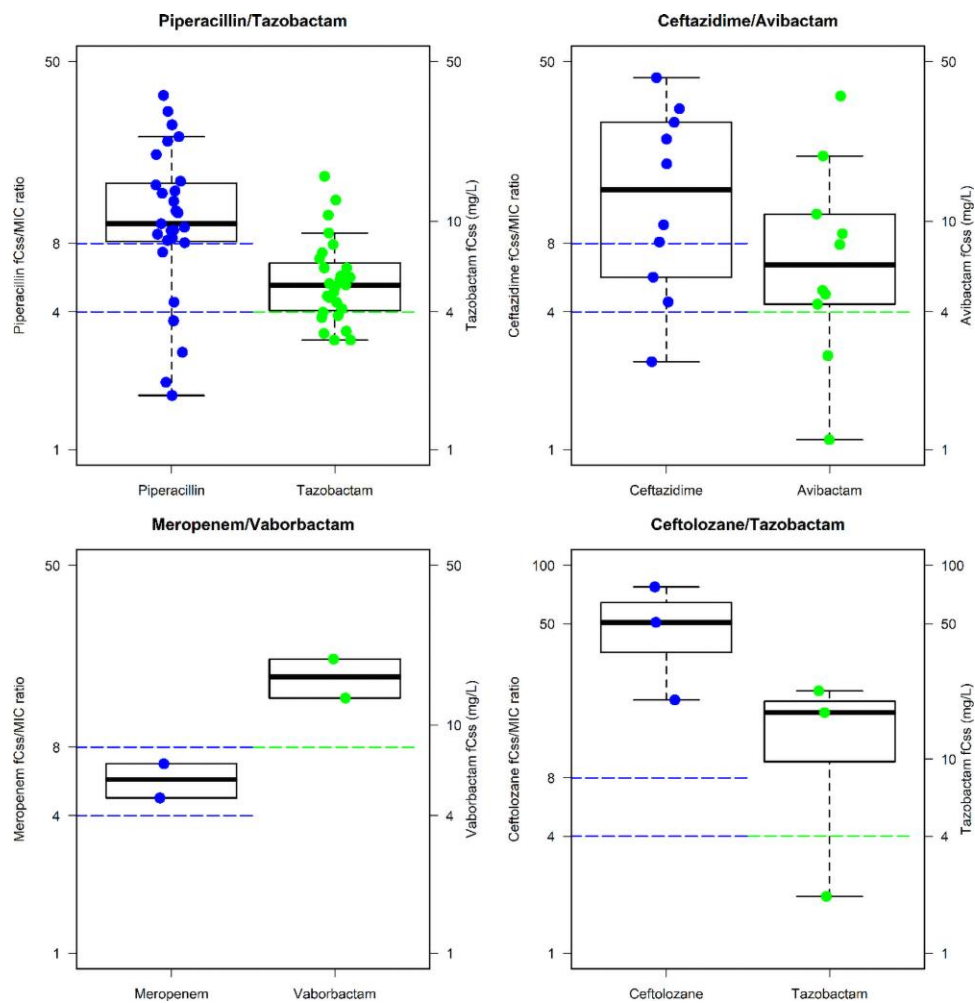 Piperacillin/Tazobactam
50
8
4
1
Piperacillin fCss/MIC ratio
50
10
4
1
Tazobactam fCss (mg/L)
Piperacillin
Tazobactam
Ceftazidime/Avibactam
50
8
4
1
Ceftazidime fCss/MIC ratio
50
10
4
1
Avibactam fCss (mg/L)
Ceftazidime
Avibactam
Meropenem/Vaborbactam
50
8
4
1
Meropenem fCss/MIC ratio
50
10
4
1
Vaborbactam fCss (mg/L)
Meropenem
Vaborbactam
Ceftolozane/Tazobactam
100
50
8
4
1
Ceftolozane fCss/MIC ratio
100
50
10
4
1
Tazobactam fCss (mg/L)
Ceftolozane
Tazobactam